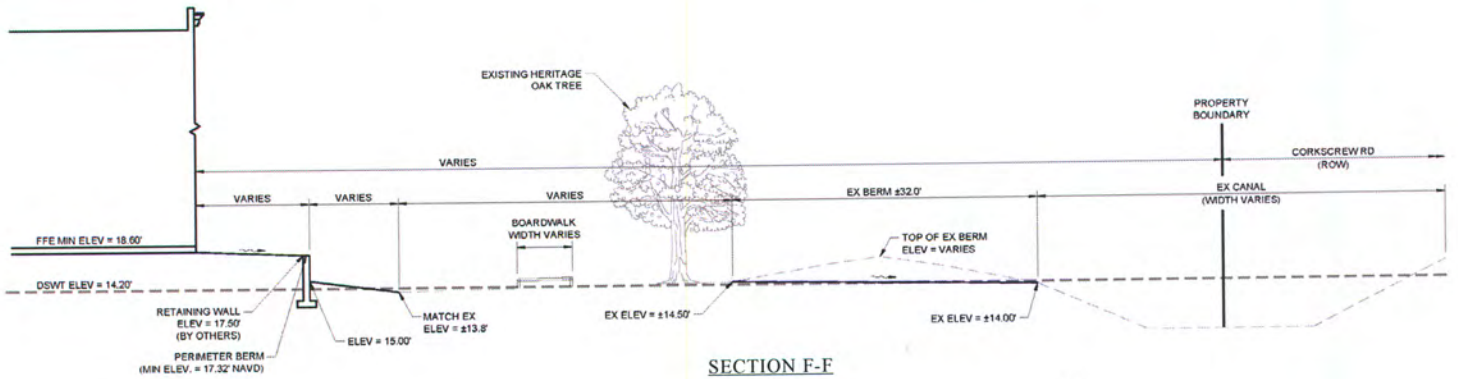 EXISTING HERITAGE
OAK TREE
PROPERTY
BOUNDARY
VARIES
CORKSCREW RD
(ROW)
VARIES
VARIES
VARIES
EX BERM ±32.0'
EX CANAL
(WIDTH VARIES)
BOARDWALK
WIDTH VARIES
FFE MIN ELEV = 18.60'
TOP OF EX BERM
ELEV = VARIES
DSWT ELEV = 14.20'
RETAINING WALL
ELEV = 17.50'
(BY OTHERS)
MATCH EX
ELEV = ±13.8'
EX ELEV = ±14.50'
EX ELEV = ±14.00'
ELEV = 15.00'
PERIMETER BERM
(MIN ELEV. = 17.32' NAVD)
SECTION F-F